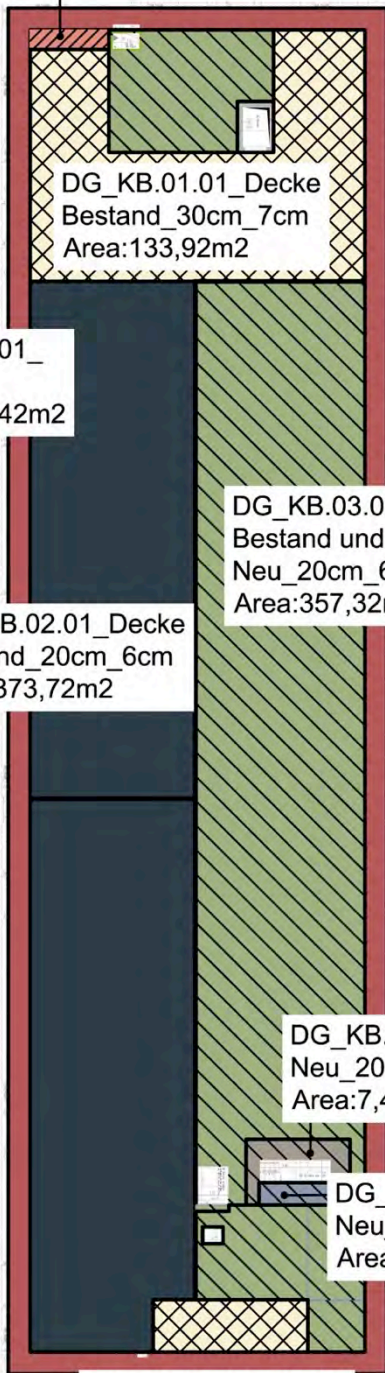 DG_KB.01.01_Decke
Bestand_30cm_7cm
Area:133,92m2
01_
42m2
DG_KB.03.0
Bestand und
Neu_20cm_6
Area:357,32m
B.02.01_Decke
nd_20cm_6cm
373,72m2
DG_KB.
Neu_20
Area:7,4
DG_
Neu_
Area